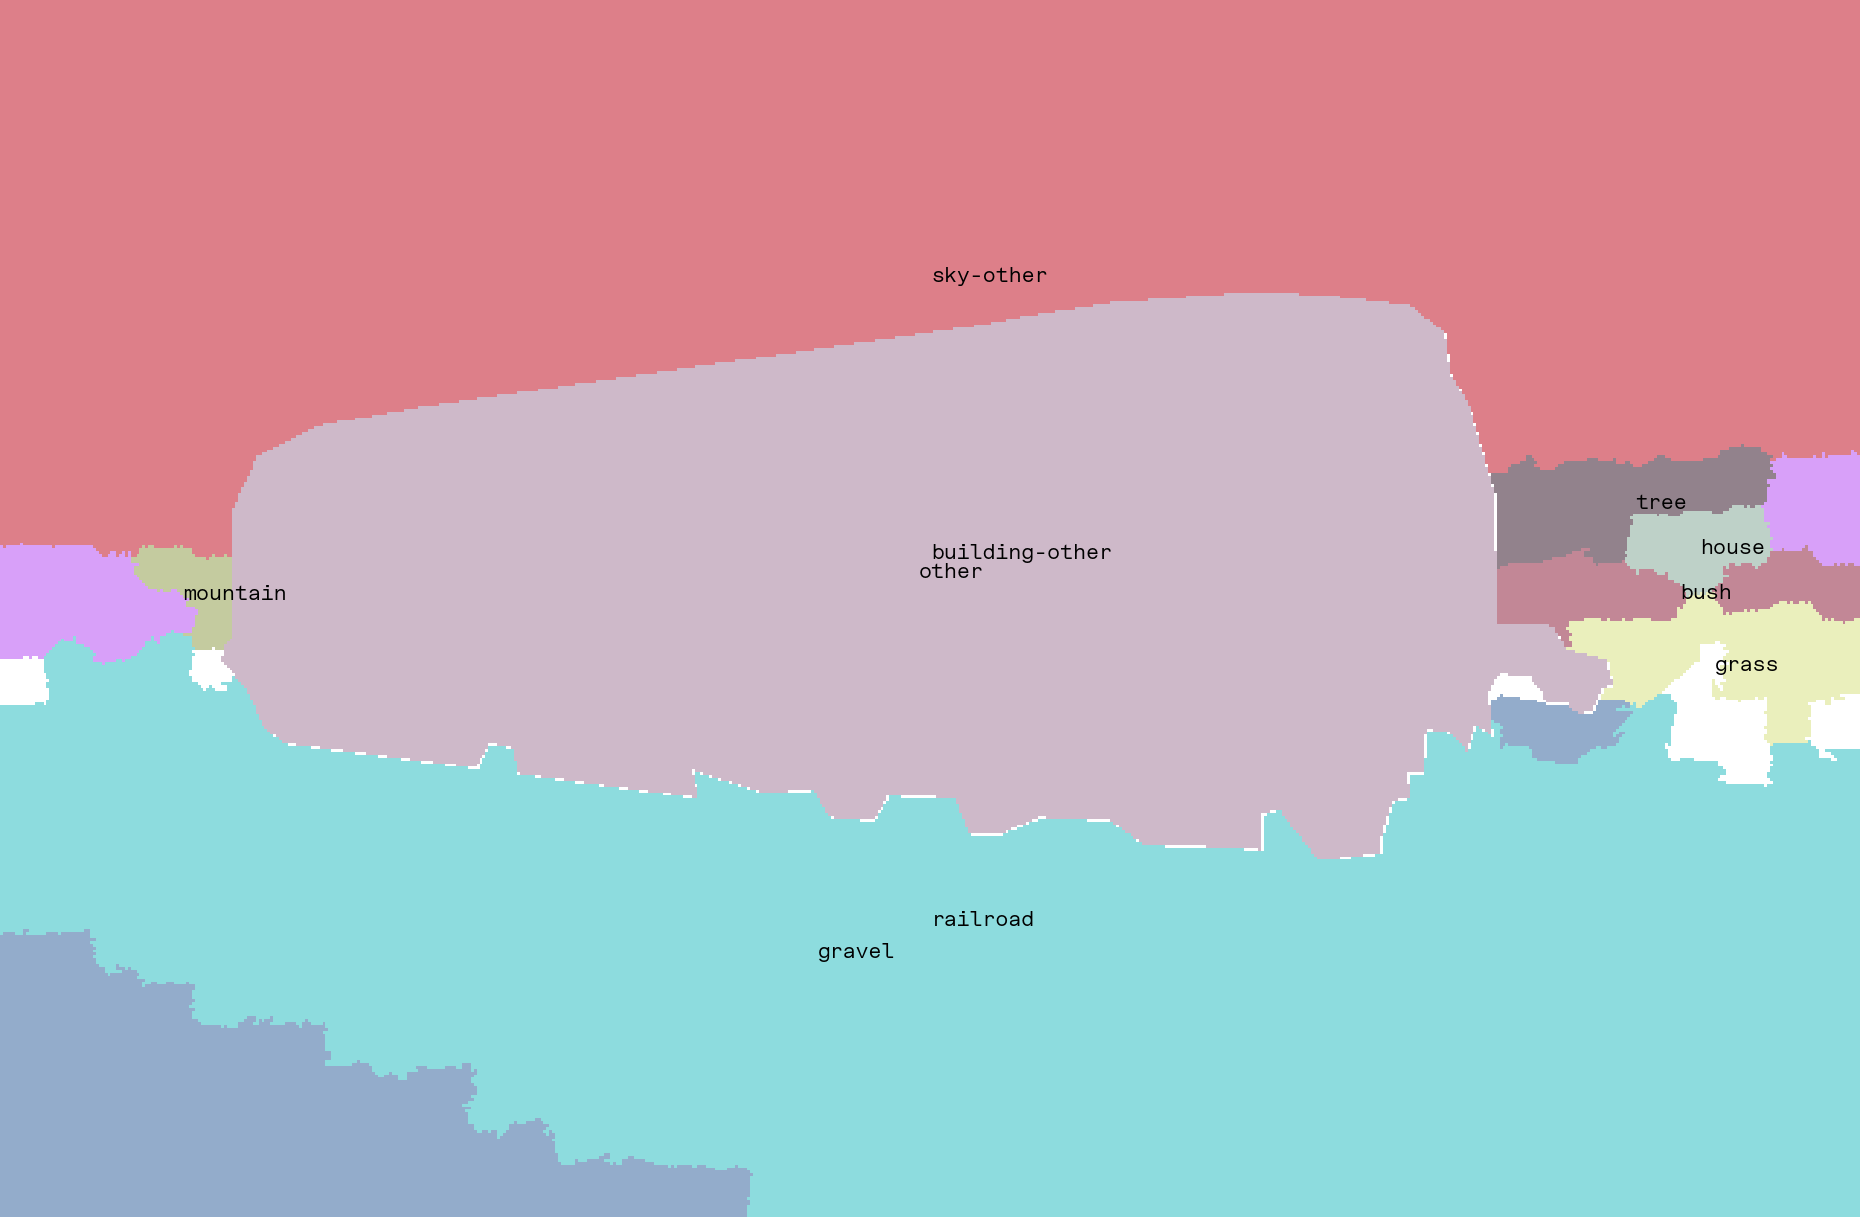 sky-other
tree
house
building-other
other
mountain
bush
grass
railroad
gravel